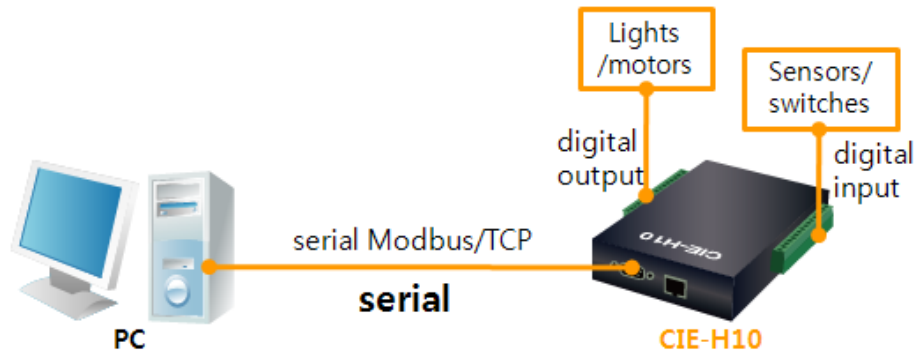 Lights
/motors
Sensors/
switches
digital
output
digital
input
serial Modbus/TCP
serial
CIE-H10
PC
CIE-H10